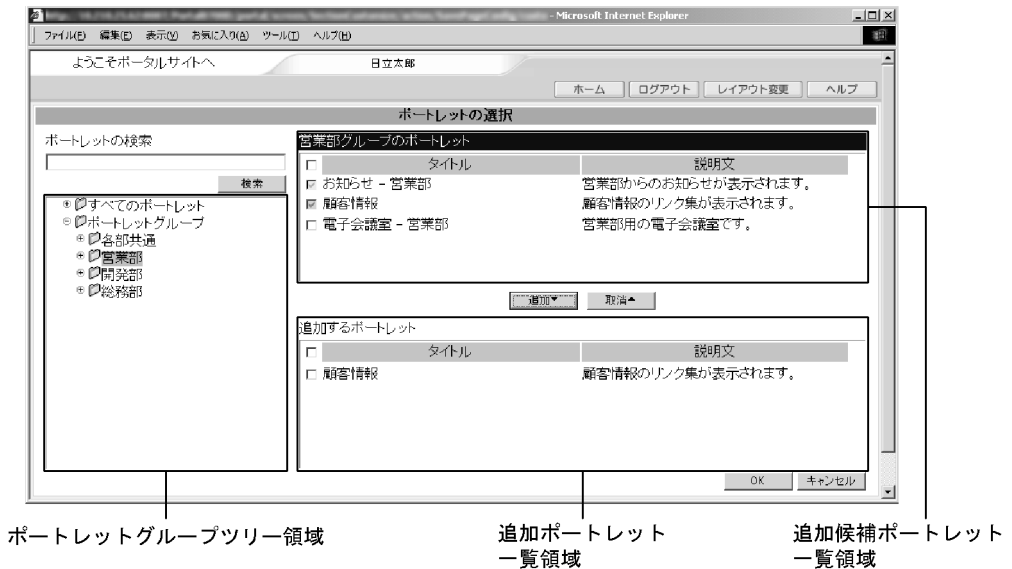 - Microsoft Internet Explorer
ファイル(F) 編集(E) 表示(V) お気に入り(A) ツール(T) ヘルプ(H)
ようこそポータルサイトへ 日立太郎
ホーム ログアウト レイアウト変更 ヘルプ
ポートレットの選択
ポートレットの検索
検索
すべてのポートレット
ポートレットグループ
各部共通
営業部
開発部
総務部
営業部グループのポートレット
タイトル 説明文
お知らせ - 営業部 営業部からのお知らせが表示されます。
顧客情報 顧客情報のリンク集が表示されます。
電子会議室 - 営業部 営業部用の電子会議室です。
追加▼ 取消▲
追加するポートレット
タイトル 説明文
顧客情報 顧客情報のリンク集が表示されます。
OK キャンセル
ポートレットグループツリー領域
追加ポートレット
一覧領域
追加候補ポートレット
一覧領域